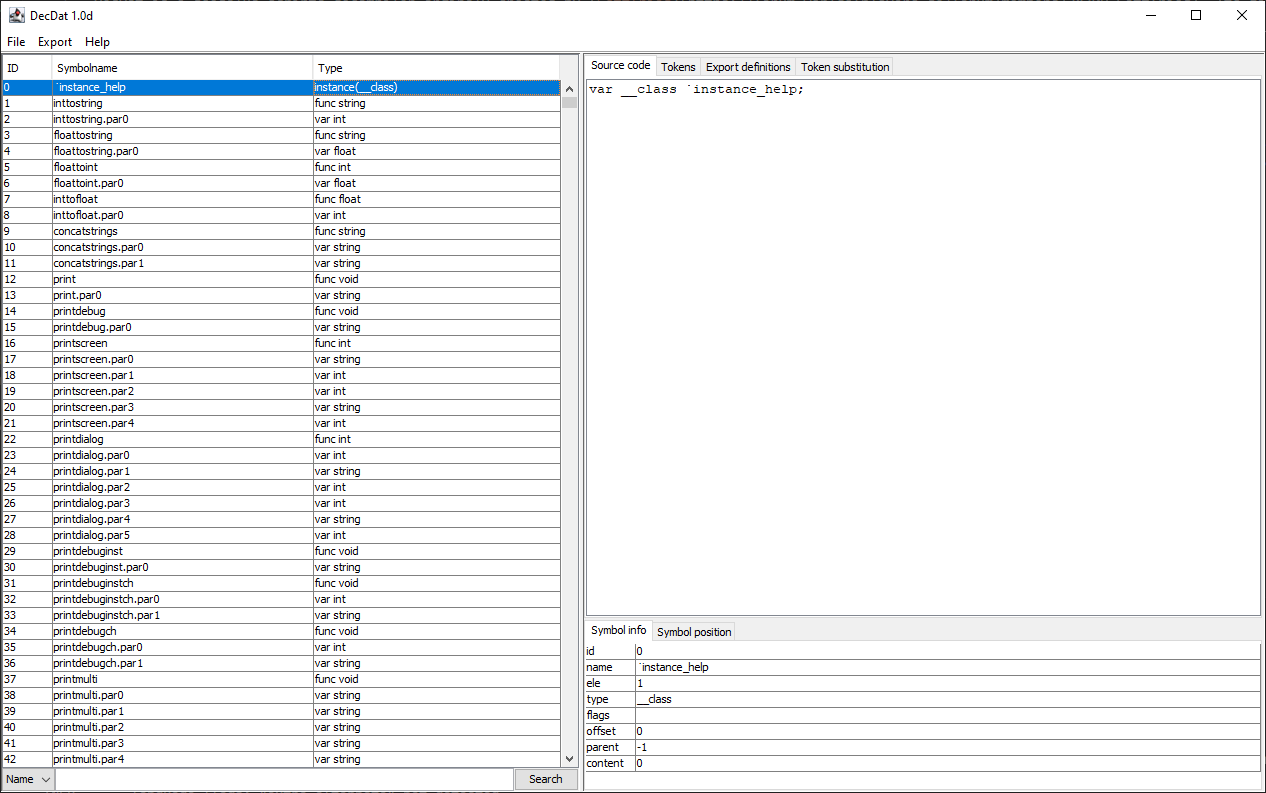 DecDat 1.0d
File Export Help
ID Symbolname Type
0 `instance_help instance(__class)
1 inttostring func string
2 inttostring.par0 var int
3 floattostring func string
4 floattostring.par0 var float
5 floattoint func int
6 floattoint.par0 var float
7 inttofloat func float
8 inttofloat.par0 var int
9 concatstrings func string
10 concatstrings.par0 var string
11 concatstrings.par1 var string
12 print func void
13 print.par0 var string
14 printdebug func void
15 printdebug.par0 var string
16 printscreen func int
17 printscreen.par0 var string
18 printscreen.par1 var int
19 printscreen.par2 var int
20 printscreen.par3 var string
21 printscreen.par4 var int
22 printdialog func int
23 printdialog.par0 var int
24 printdialog.par1 var string
25 printdialog.par2 var int
26 printdialog.par3 var int
27 printdialog.par4 var string
28 printdialog.par5 var int
29 printdebuginst func void
30 printdebuginst.par0 var string
31 printdebuginstch func void
32 printdebuginstch.par0 var int
33 printdebuginstch.par1 var string
34 printdebugch func void
35 printdebugch.par0 var int
36 printdebugch.par1 var string
37 printmulti func void
38 printmulti.par0 var string
39 printmulti.par1 var string
40 printmulti.par2 var string
41 printmulti.par3 var string
42 printmulti.par4 var string
Name Search
Source code Tokens Export definitions Token substitution
var __class `instance_help;
Symbol info Symbol position
id 0
name `instance_help
ele 1
type __class
flags
offset 0
parent -1
content 0